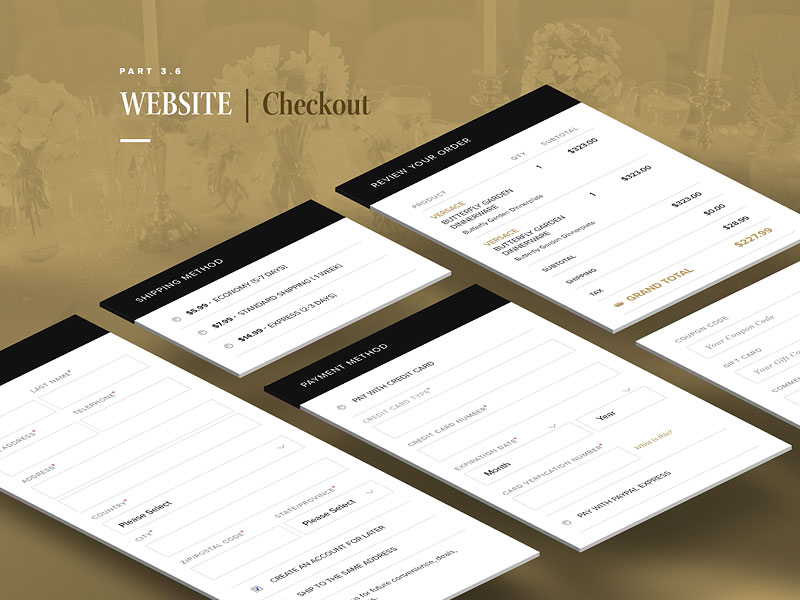 PART 3.6
WEBSITE | Checkout
REVIEW YOUR ORDER
PRODUCT QTY SUBTOTAL
VERSACE 1 $323.00
BUTTERFLY GARDEN
DINNERWARE
Butterfly Garden Dinnerplate
VERSACE 1 $323.00
BUTTERFLY GARDEN
DINNERWARE
Butterfly Garden Dinnerplate
SUBTOTAL $323.00
SHIPPING $0.00
TAX $28.99
GRAND TOTAL $227.99
SHIPPING METHOD
$5.99 - ECONOMY (5-7 DAYS)
$7.99 - STANDARD SHIPPING (1 WEEK)
$14.99 - EXPRESS (2-3 DAYS)
PAYMENT METHOD
PAY WITH CREDIT CARD
CREDIT CARD TYPE*
CREDIT CARD NUMBER*
EXPIRATION DATE*
Month Year
CARD VERFICATION NUMBER* What is this?
PAY WITH PAYPAL EXPRESS
COUPON CODE
Your Coupon Code
GIFT CARD
Your Gift Co
COMME
LAST NAME*
TELEPHONE*
ADDRESS*
ADDRESS*
COUNTRY*
Please Select
CITY*
STATE/PROVINCE*
Please Select
ZIP/POSTAL CODE*
CREATE AN ACCOUNT FOR LATER
SHIP TO THE SAME ADDRESS
for future convenience, deals,